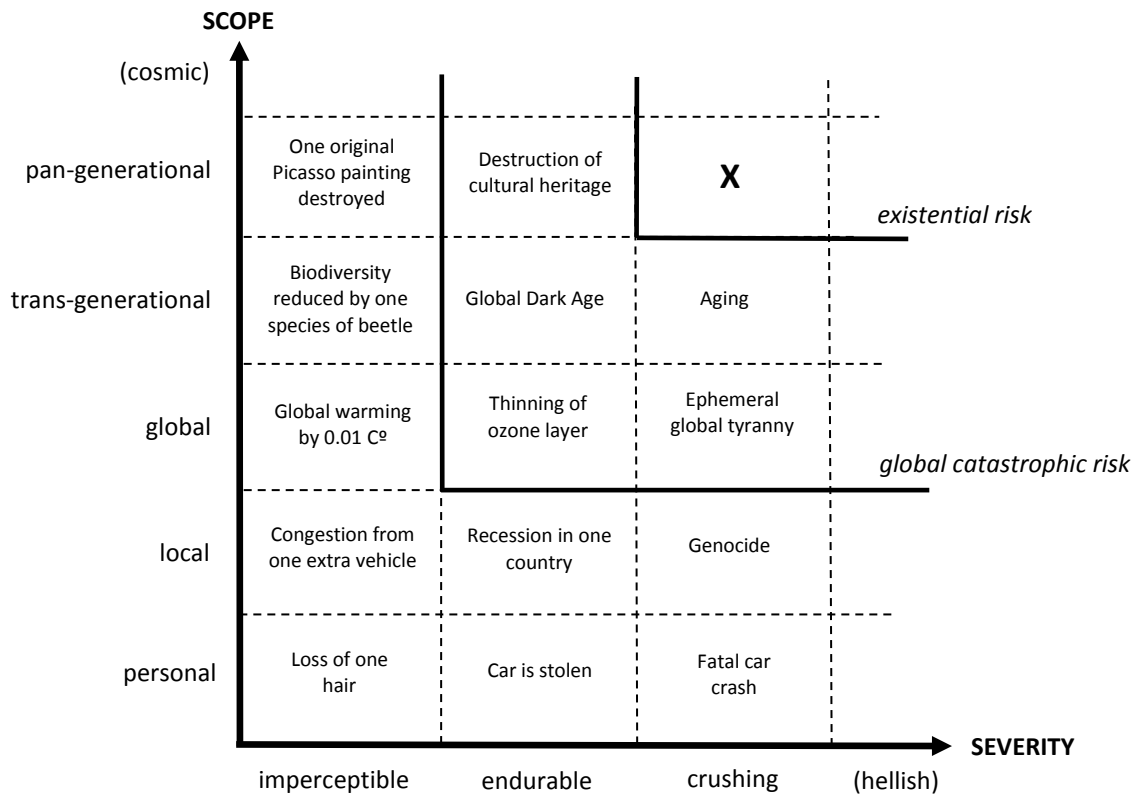 SCOPE
(cosmic)
pan-generational
One original
Picasso painting
destroyed
Destruction of
cultural heritage
X
existential risk
trans-generational
Biodiversity
reduced by one
species of beetle
Global Dark Age
Aging
global
Global warming
by 0.01 Cº
Thinning of
ozone layer
Ephemeral
global tyranny
global catastrophic risk
local
Congestion from
one extra vehicle
Recession in one
country
Genocide
personal
Loss of one
hair
Car is stolen
Fatal car
crash
SEVERITY
imperceptible
endurable
crushing
(hellish)